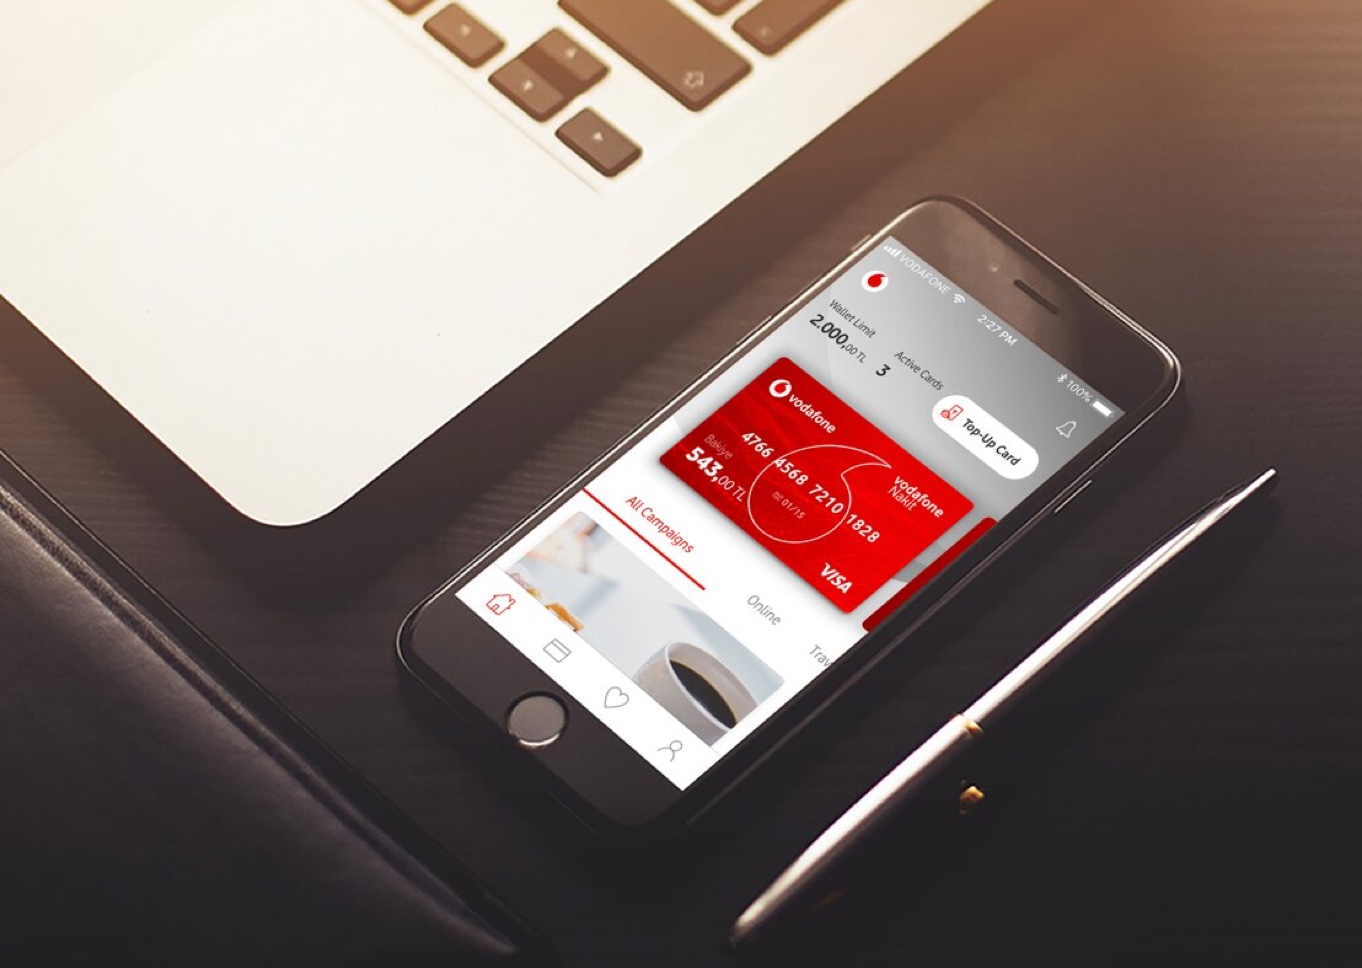 VODAFONE
2:27 PM
100%
Wallet Limit
2.000,00 TL
Active Cards
3
Top-Up Card
vodafone
vodafone
Nakit
4766 4568 7210 1828
Bakiye
543,00 TL
01/15
VISA
All Campaigns
Online
Trav